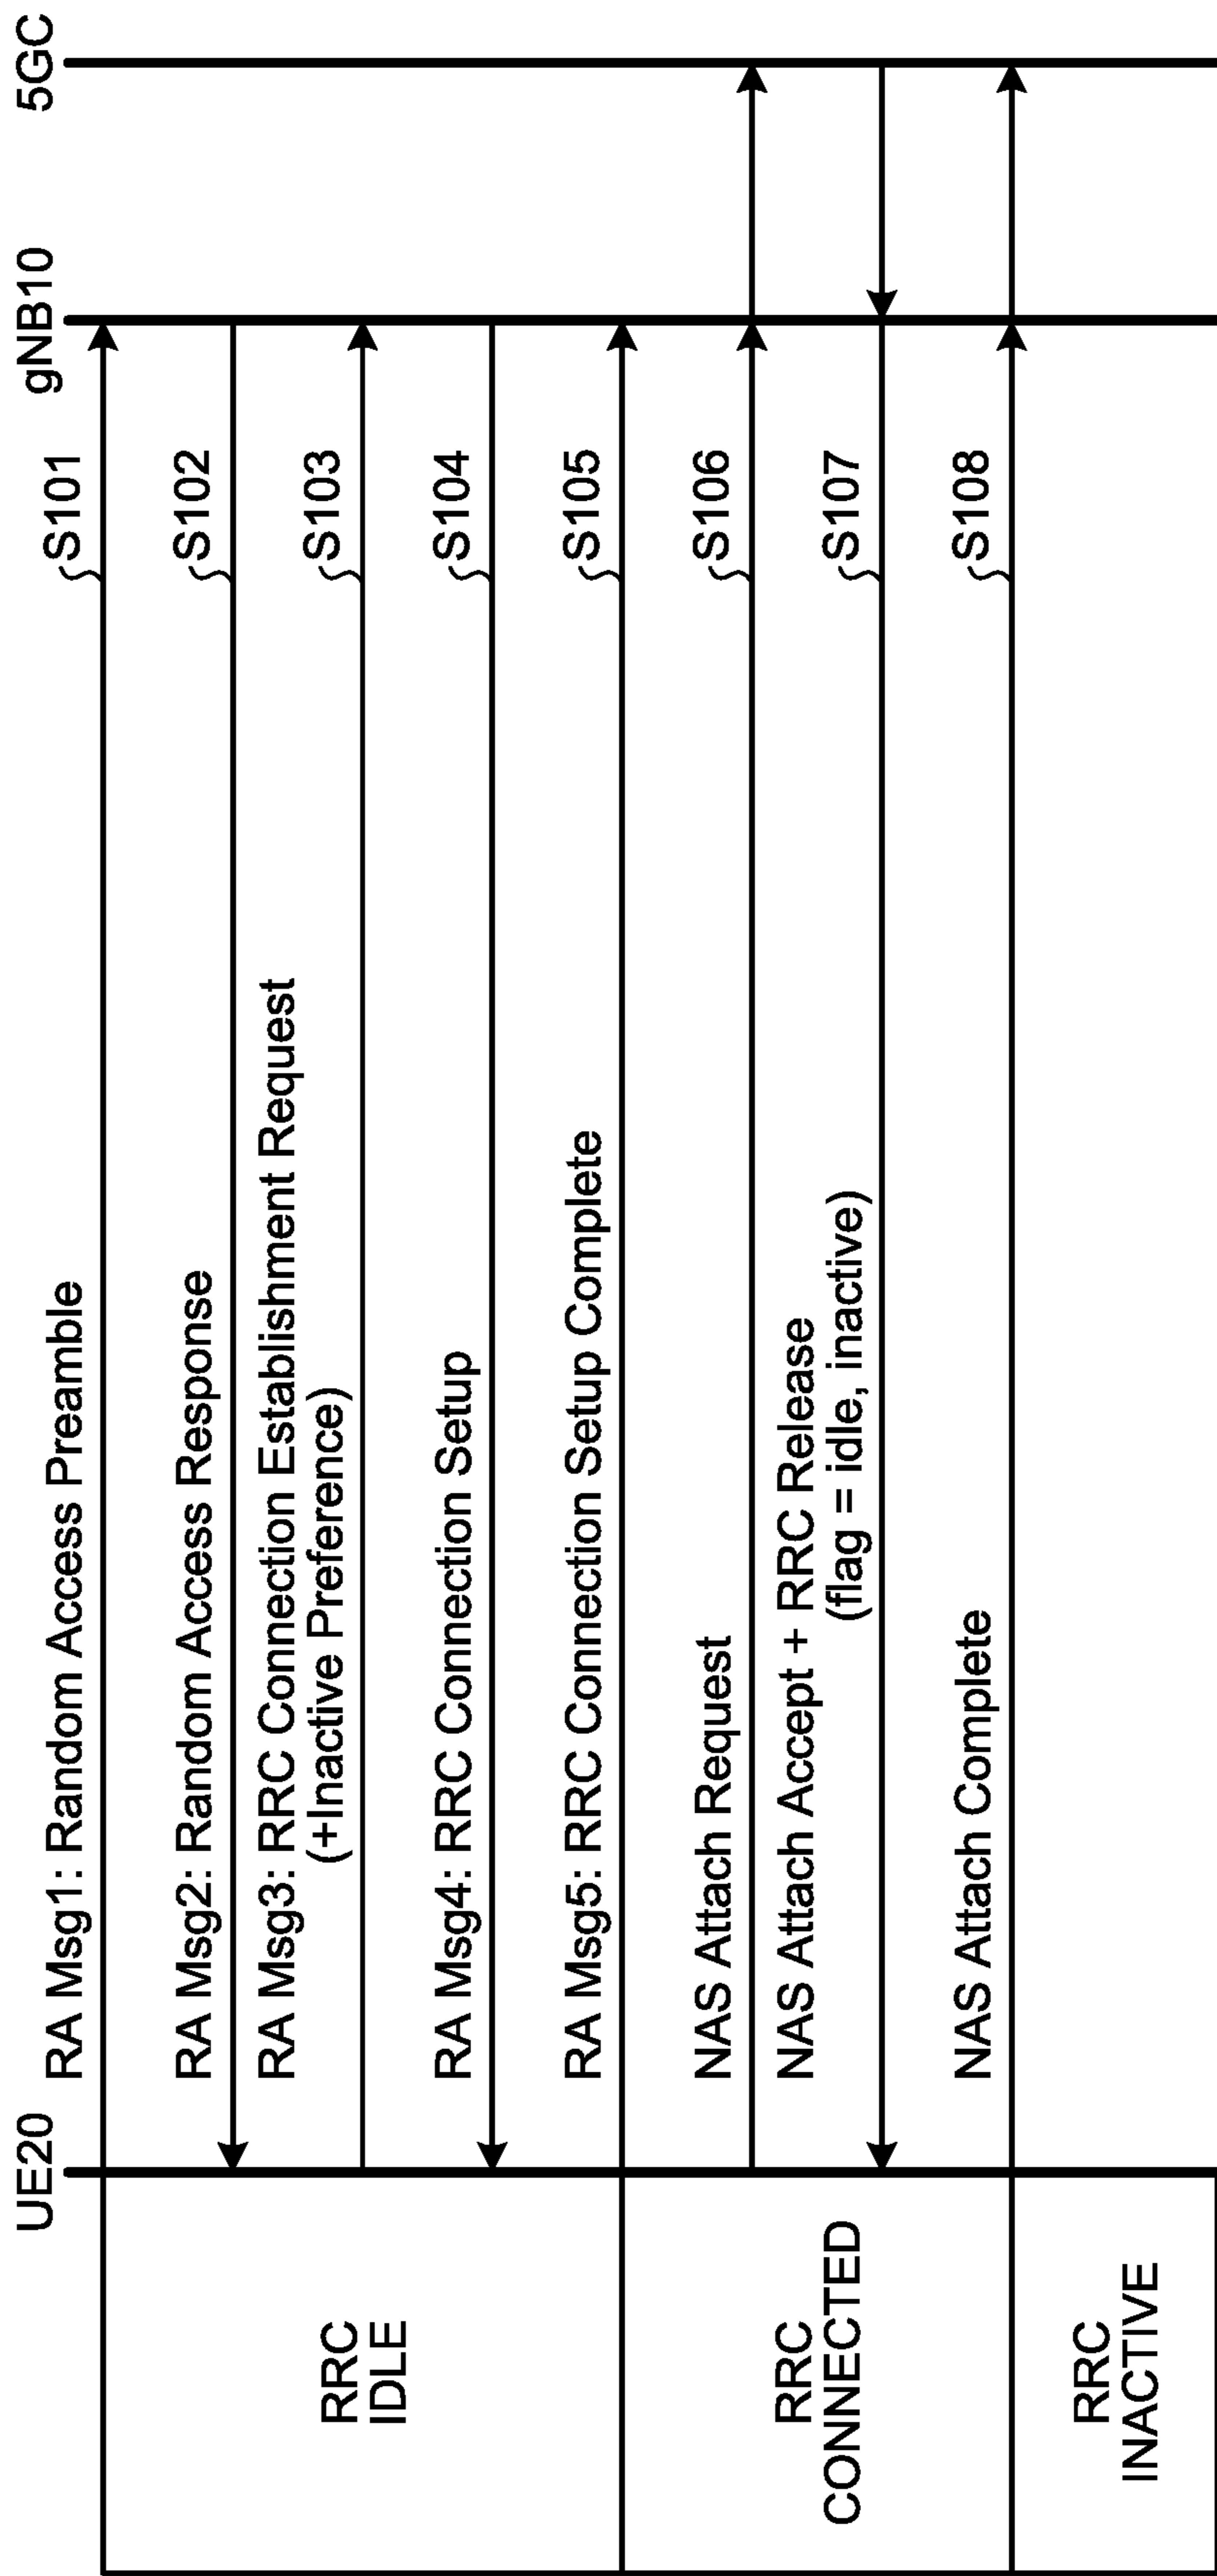 UE20
gNB10
5GC
RRC
IDLE
RA Msg1: Random Access Preamble
S101
RA Msg2: Random Access Response
S102
RA Msg3: RRC Connection Establishment Request
(+Inactive Preference)
S103
RA Msg4: RRC Connection Setup
S104
RA Msg5: RRC Connection Setup Complete
S105
RRC
CONNECTED
NAS Attach Request
S106
NAS Attach Accept + RRC Release
(flag = idle, inactive)
S107
NAS Attach Complete
S108
RRC
INACTIVE